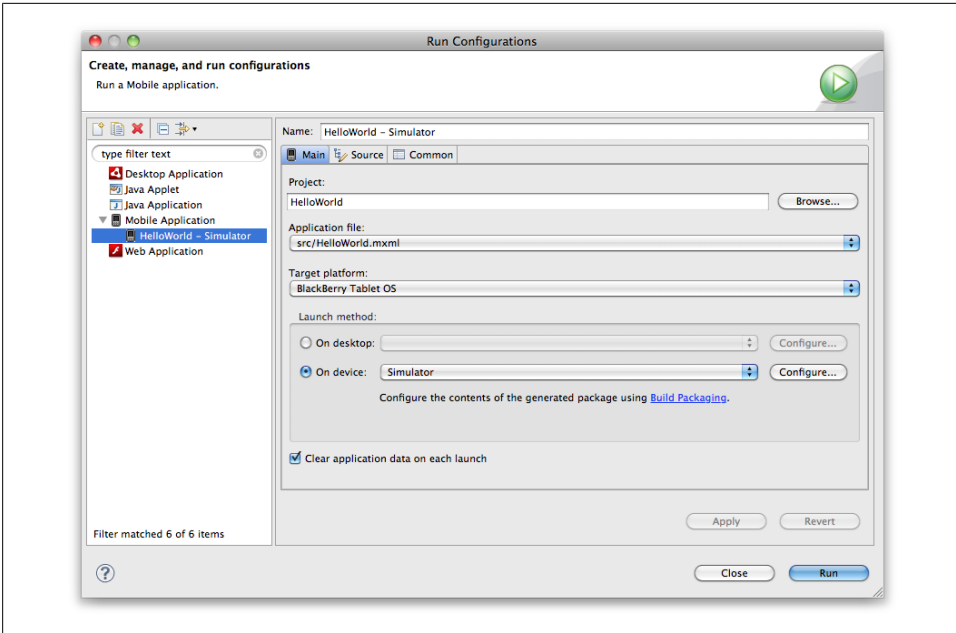 Run Configurations
Create, manage, and run configurations
Run a Mobile application.
type filter text
Desktop Application
Java Applet
Java Application
Mobile Application
HelloWorld – Simulator
Web Application
Filter matched 6 of 6 items
Name: HelloWorld – Simulator
Main Source Common
Project:
HelloWorld Browse...
Application file:
src/HelloWorld.mxml
Target platform:
BlackBerry Tablet OS
Launch method:
On desktop: Configure...
On device: Simulator Configure...
Configure the contents of the generated package using Build Packaging.
Clear application data on each launch
Apply Revert
? Close Run